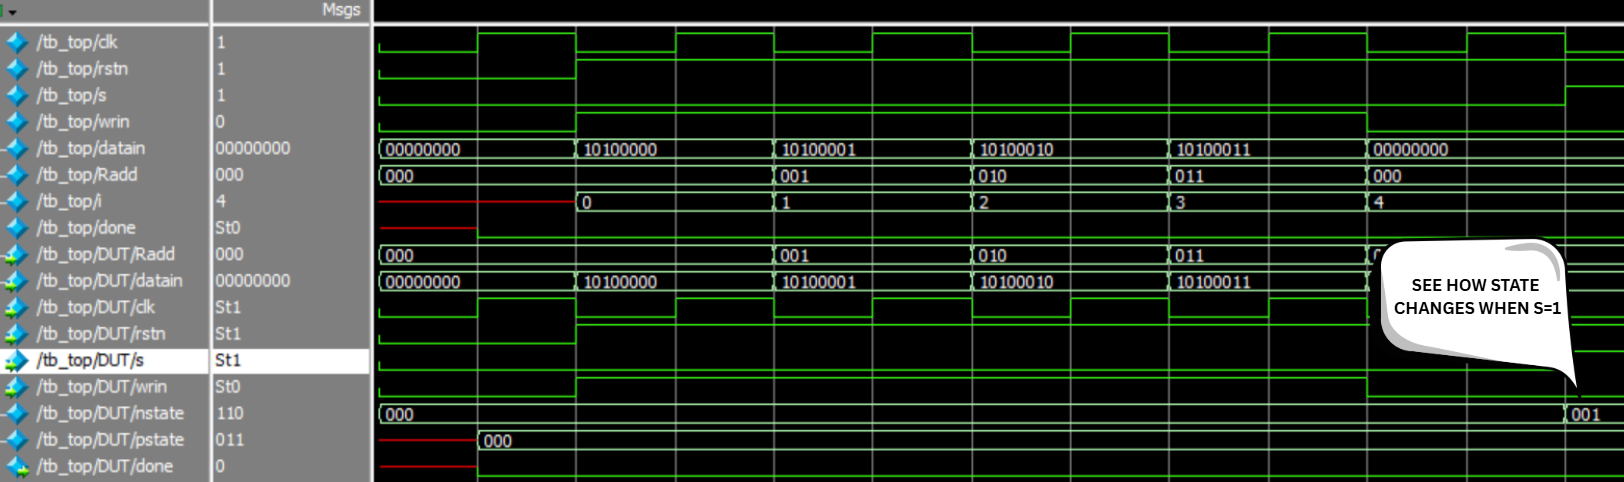 Msgs
/tb_top/clk 1
/tb_top/rstn 1
/tb_top/s 1
/tb_top/wrin 0
/tb_top/datain 00000000 00000000 10100000 10100001 10100010 10100011 00000000
/tb_top/Radd 000 000 001 010 011 000
/tb_top/i 4 0 1 2 3 4
/tb_top/done St0
/tb_top/DUT/Radd 000 000 001 010 011
/tb_top/DUT/datain 00000000 00000000 10100000 10100001 10100010 10100011
/tb_top/DUT/clk St1
/tb_top/DUT/rstn St1
/tb_top/DUT/s St1
/tb_top/DUT/wrin St0
/tb_top/DUT/nstate 110 000 001
/tb_top/DUT/pstate 011 000
/tb_top/DUT/done 0
SEE HOW STATE
CHANGES WHEN S=1